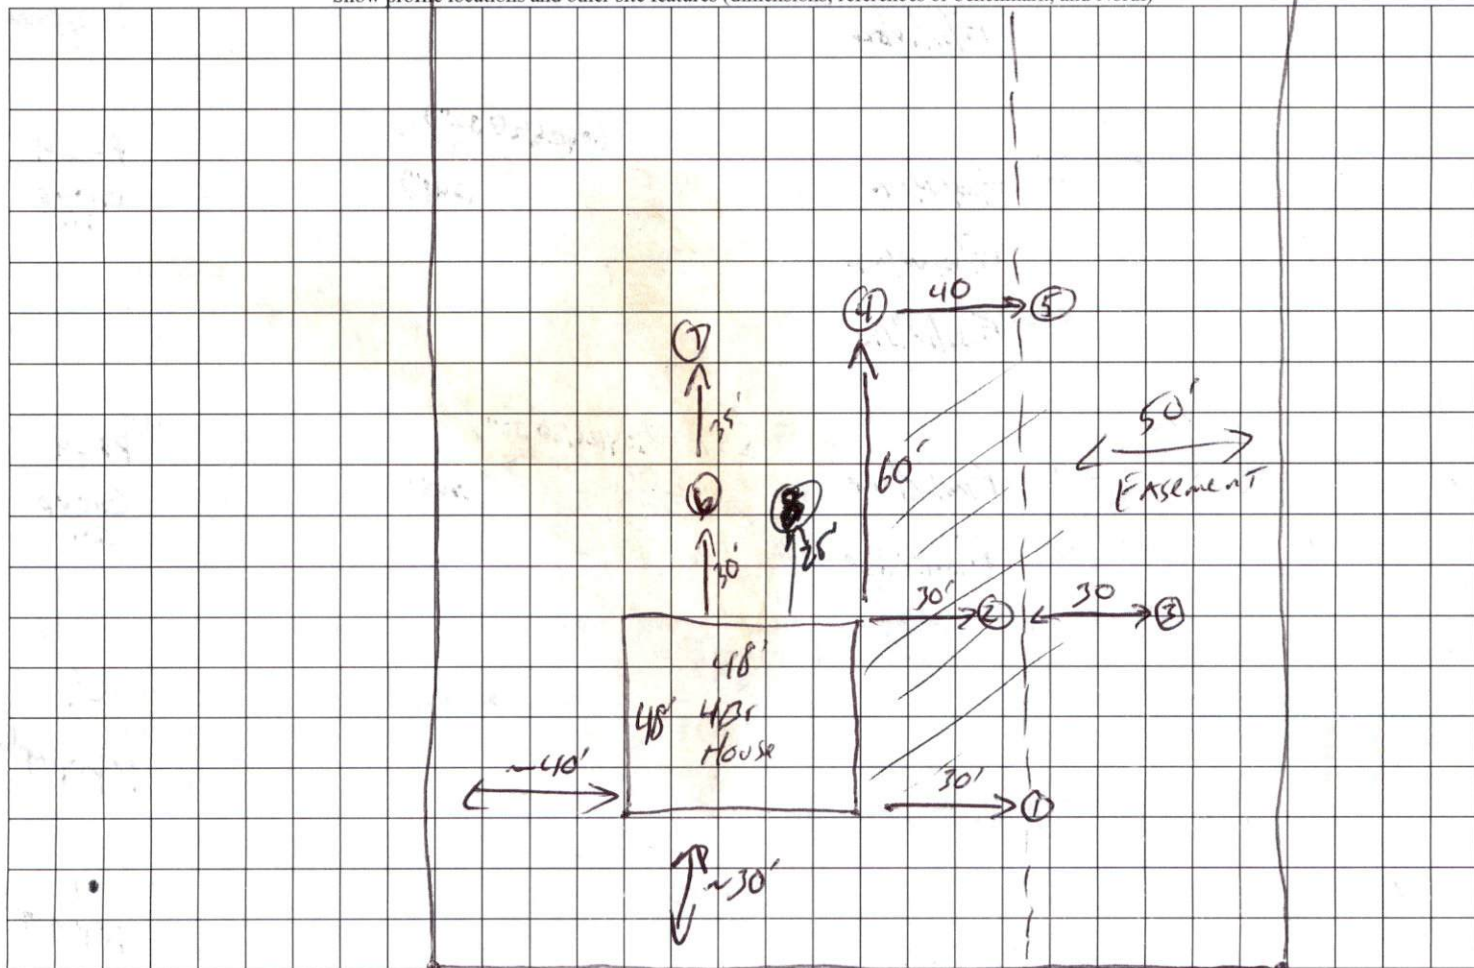 Show profile locations and other site features (dimensions, references or benchmark, and North)
④ 40 ⑤
⑦
35'
50'
Easement
60'
⑥ ⑧
30' 25'
30' ② 30 ③
48'
48' 4Br
House
~40' 30' ①
~30'